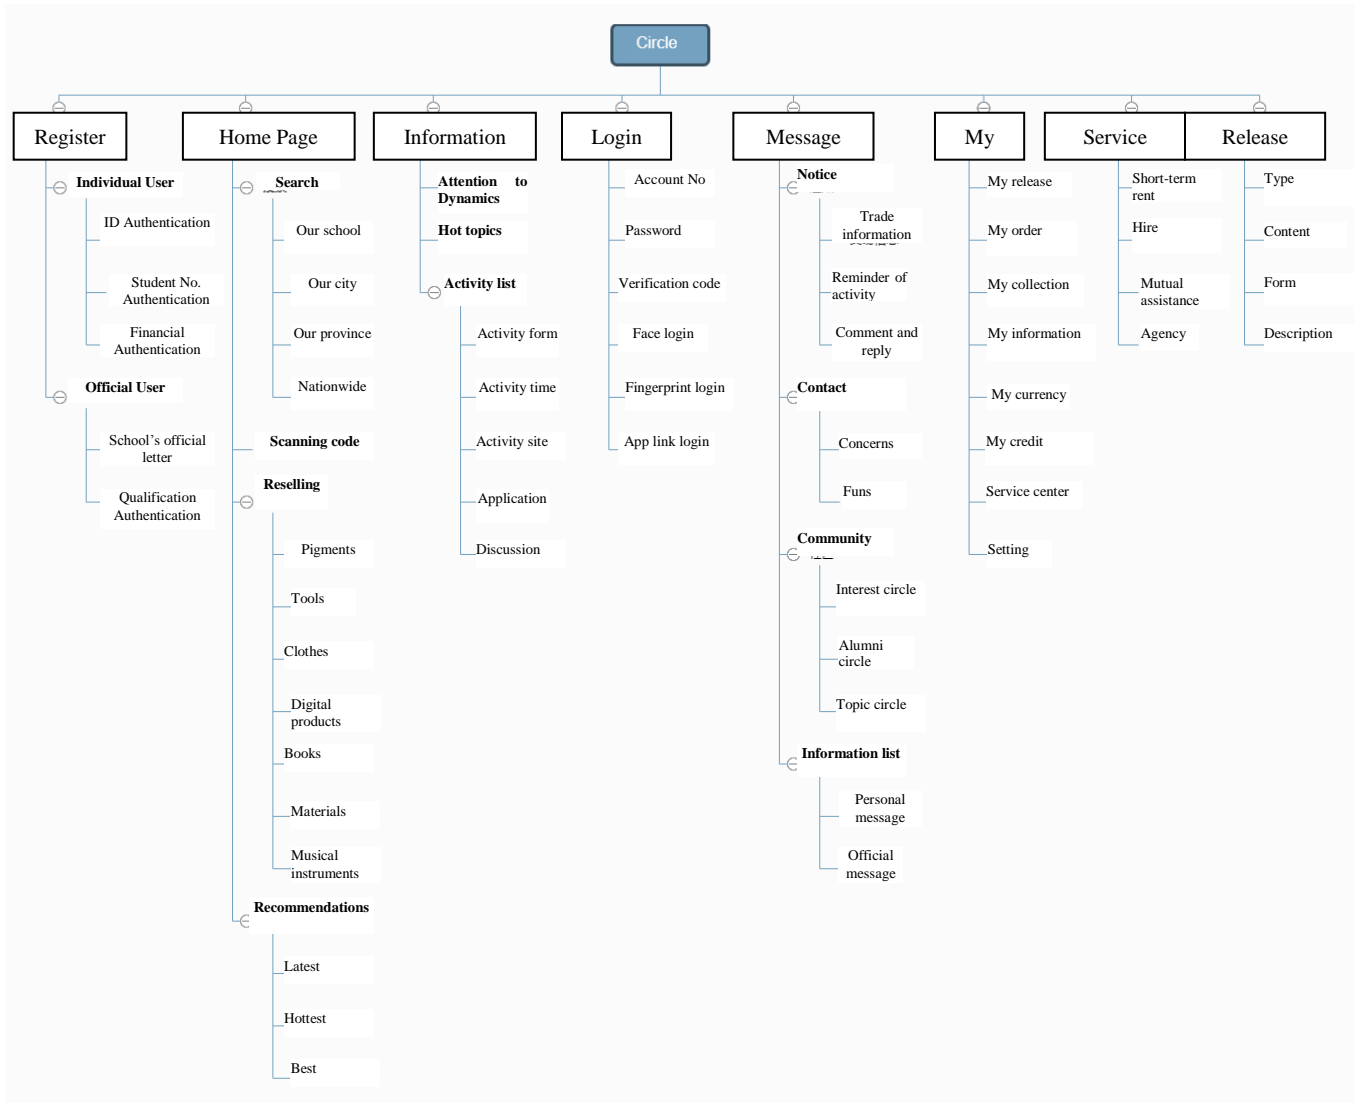 Circle
Register
Home Page
Information
Login
Message
My
Service
Release
Individual User
ID Authentication
Student No.
Authentication
Financial
Authentication
Official User
School's official
letter
Qualification
Authentication
Search
Our school
Our city
Our province
Nationwide
Scanning code
Reselling
Pigments
Tools
Clothes
Digital
products
Books
Materials
Musical
instruments
Recommendations
Latest
Hottest
Best
Attention to
Dynamics
Hot topics
Activity list
Activity form
Activity time
Activity site
Application
Discussion
Account No
Password
Verification code
Face login
Fingerprint login
App link login
Notice
Trade
information
Reminder of
activity
Comment and
reply
Contact
Concerns
Funs
Community
Interest circle
Alumni
circle
Topic circle
Information list
Personal
message
Official
message
My release
My order
My collection
My information
My currency
My credit
Service center
Setting
Short-term
rent
Hire
Mutual
assistance
Agency
Type
Content
Form
Description